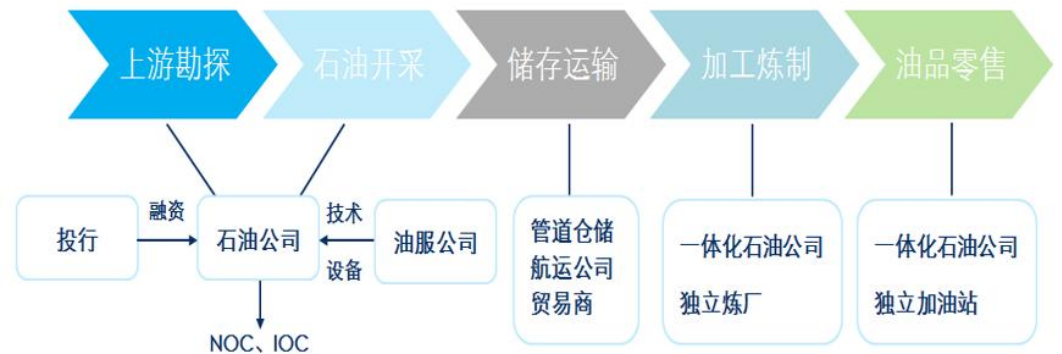 上游勘探
石油开采
储存运输
加工炼制
油品零售
投行
融资
石油公司
技术
设备
油服公司
NOC、IOC
管道仓储
航运公司
贸易商
一体化石油公司
独立炼厂
一体化石油公司
独立加油站